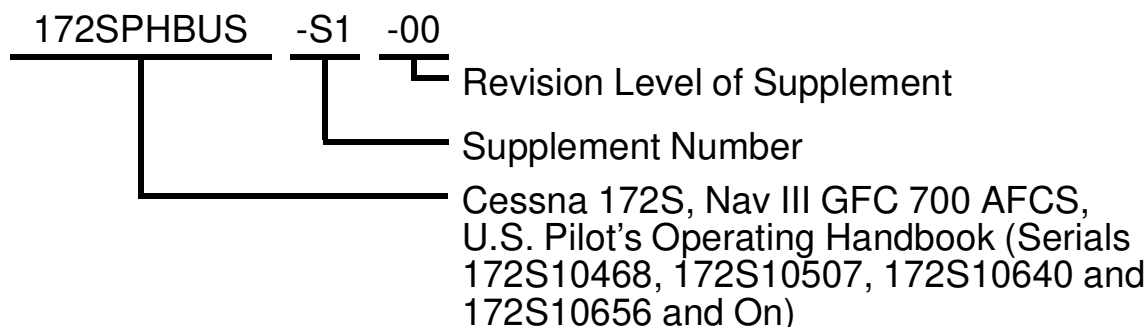 172SPHBUS -S1 -00
Revision Level of Supplement
Supplement Number
Cessna 172S, Nav III GFC 700 AFCS,
U.S. Pilot's Operating Handbook (Serials
172S10468, 172S10507, 172S10640 and
172S10656 and On)